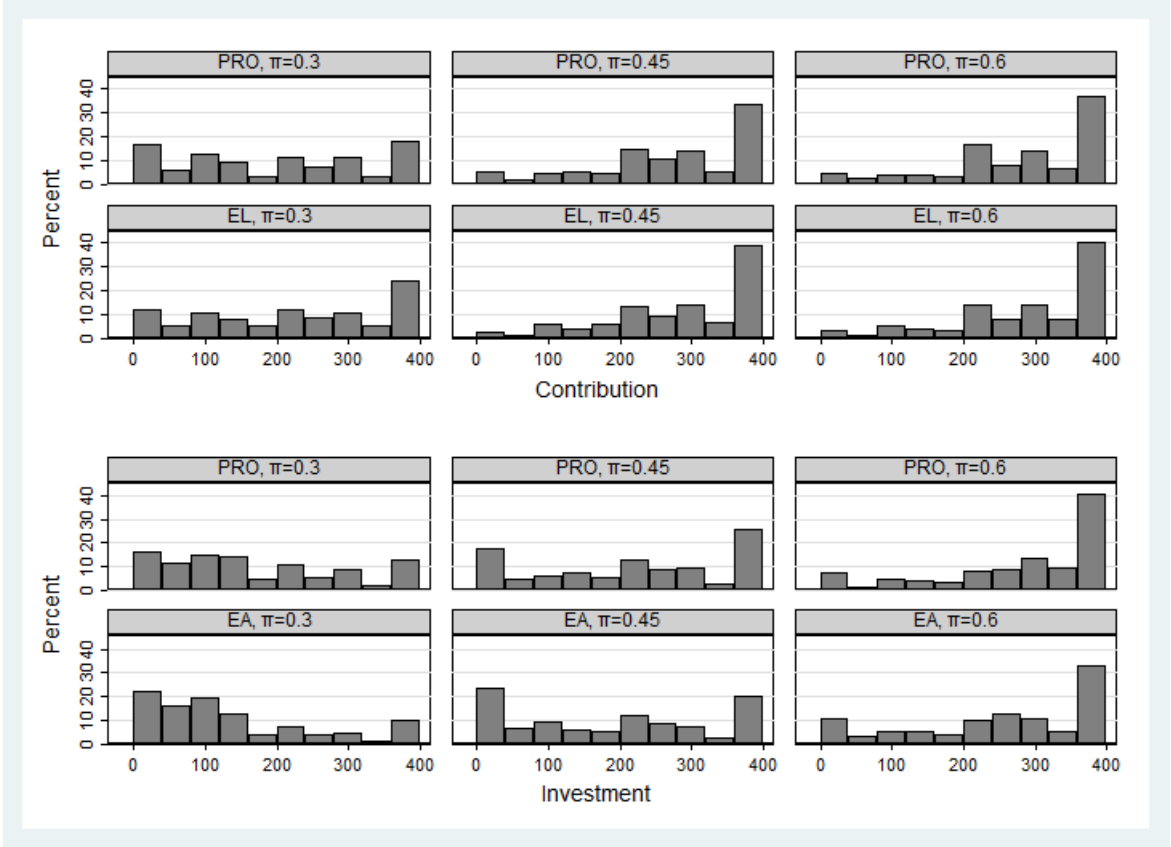 PRO, π=0.3 PRO, π=0.45 PRO, π=0.6
0 10 20 30 40
EL, π=0.3 EL, π=0.45 EL, π=0.6
0 10 20 30 40
Percent
0 100 200 300 400 0 100 200 300 400 0 100 200 300 400
Contribution
PRO, π=0.3 PRO, π=0.45 PRO, π=0.6
0 10 20 30 40
EA, π=0.3 EA, π=0.45 EA, π=0.6
0 10 20 30 40
Percent
0 100 200 300 400 0 100 200 300 400 0 100 200 300 400
Investment